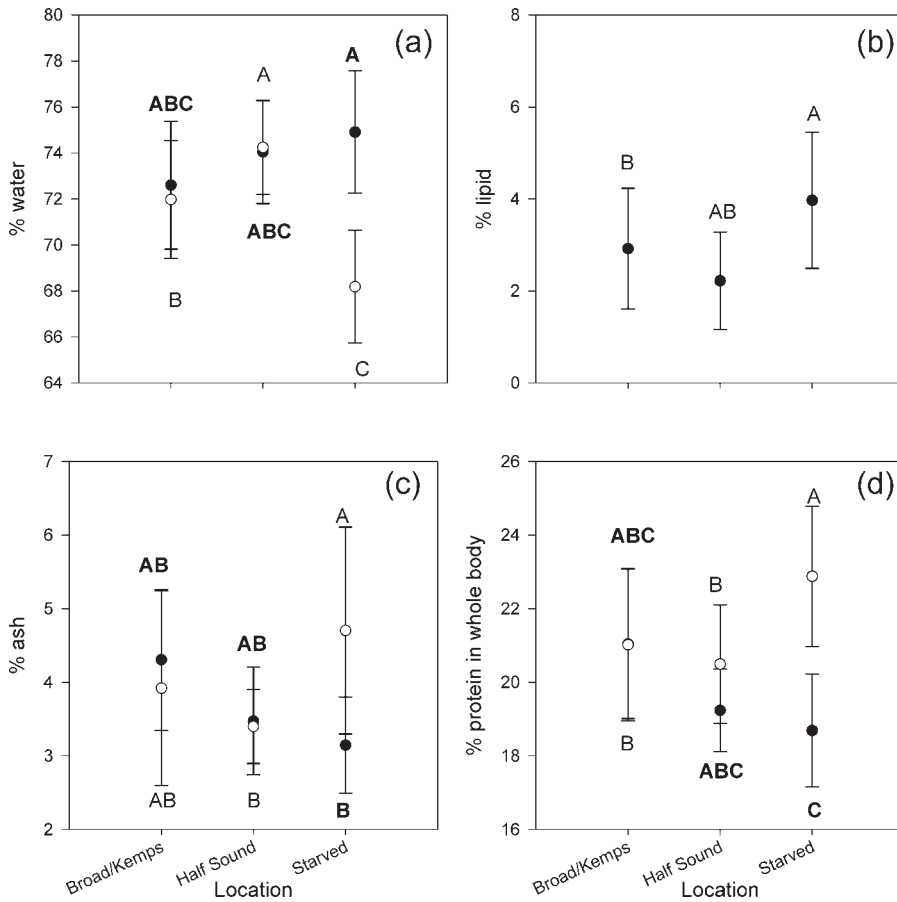 (a)
% water
80
78
76
74
72
70
68
66
64
ABC
A
A
ABC
B
C
(b)
% lipid
8
6
4
2
0
B
AB
A
(c)
% ash
7
6
5
4
3
2
AB
AB
A
AB
B
B
Broad/Kemps
Half Sound
Starved
Location
(d)
% protein in whole body
26
24
22
20
18
16
ABC
B
A
B
ABC
C
Broad/Kemps
Half Sound
Starved
Location